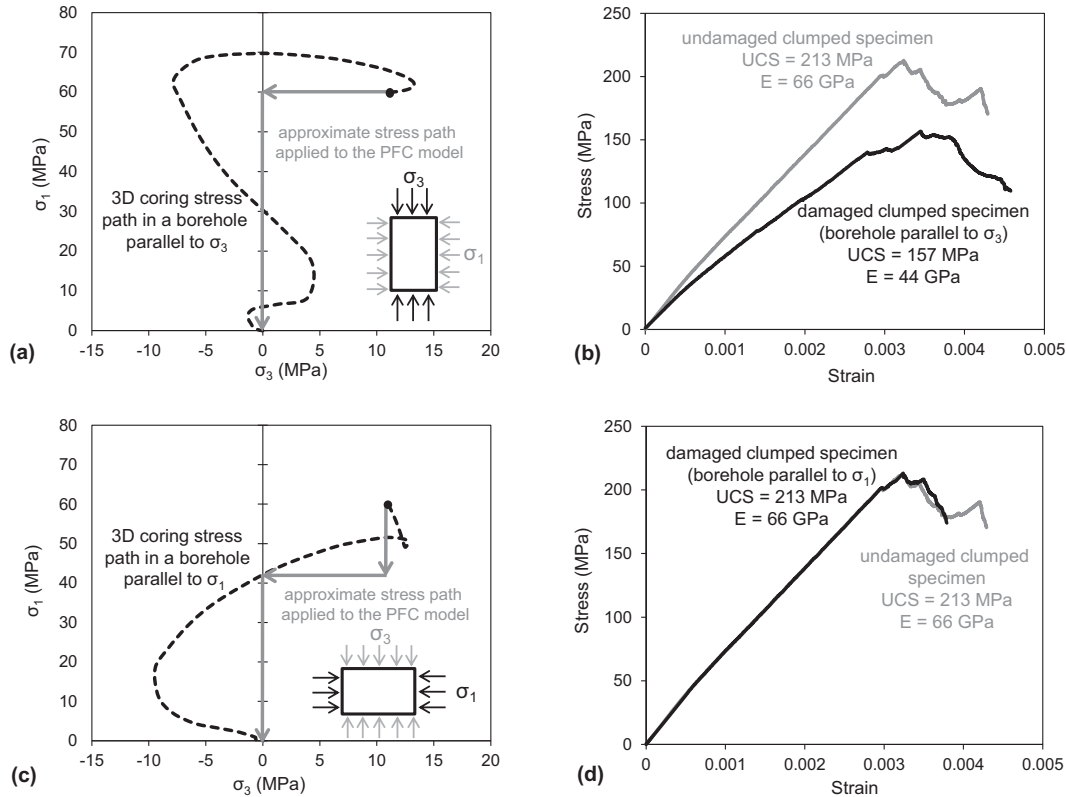 80
70
60
50
40
30
20
10
0
σ₁ (MPa)
approximate stress path
applied to the PFC model
3D coring stress
path in a borehole
parallel to σ₃
σ₃
σ₁
-15
-10
-5
0
5
10
15
20
σ₃ (MPa)
(a)
250
200
150
100
50
0
Stress (MPa)
undamaged clumped specimen
UCS = 213 MPa
E = 66 GPa
damaged clumped specimen
(borehole parallel to σ₃)
UCS = 157 MPa
E = 44 GPa
0
0.001
0.002
0.003
0.004
0.005
Strain
(b)
80
70
60
50
40
30
20
10
0
σ₁ (MPa)
3D coring stress
path in a borehole
parallel to σ₁
approximate stress path
applied to the PFC model
σ₃
σ₁
-15
-10
-5
0
5
10
15
20
σ₃ (MPa)
(c)
250
200
150
100
50
0
Stress (MPa)
damaged clumped specimen
(borehole parallel to σ₁)
UCS = 213 MPa
E = 66 GPa
undamaged clumped
specimen
UCS = 213 MPa
E = 66 GPa
0
0.001
0.002
0.003
0.004
0.005
Strain
(d)